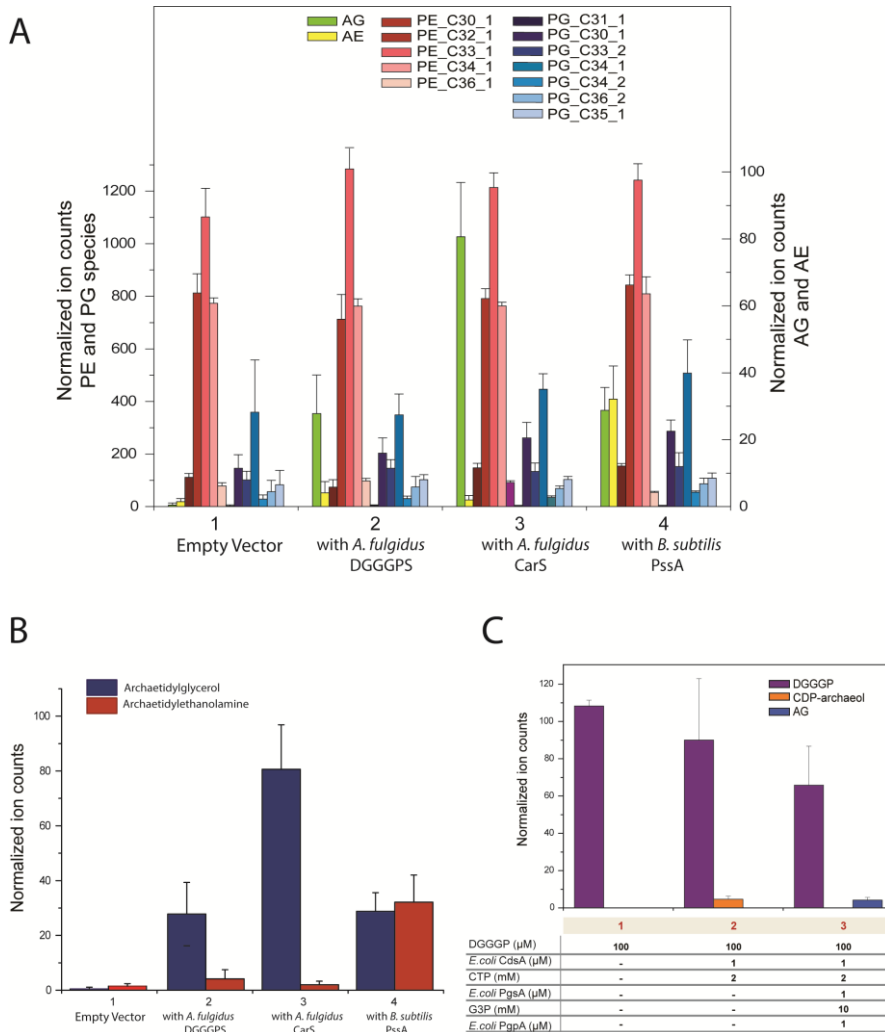 A
AG
AE
PE_C30_1
PE_C32_1
PE_C33_1
PE_C34_1
PE_C36_1
PG_C31_1
PG_C30_1
PG_C33_2
PG_C34_1
PG_C34_2
PG_C36_2
PG_C35_1
Normalized ion counts
PE and PG species
1200
1000
800
600
400
200
0
100
80
60
40
20
0
Normalized ion counts
AG and AE
1 2 3 4
Empty Vector
with A. fulgidus
DGGGPS
with A. fulgidus
CarS
with B. subtilis
PssA
B
Archaetidylglycerol
Archaetidylethanolamine
Normalized ion counts
100
80
60
40
20
0
1 2 3 4
Empty Vector
with A. fulgidus
DGGGPS
with A. fulgidus
CarS
with B. subtilis
PssA
C
DGGGP
CDP-archaeol
AG
Normalized ion counts
120
100
80
60
40
20
0
1 2 3
DGGGP (µM) 100 100 100
E.coli CdsA (µM) - 1 1
CTP (mM) - 2 2
E.coli PgsA (µM) - - 1
G3P (mM) - - 10
E.coli PgpA (µM) - - 1